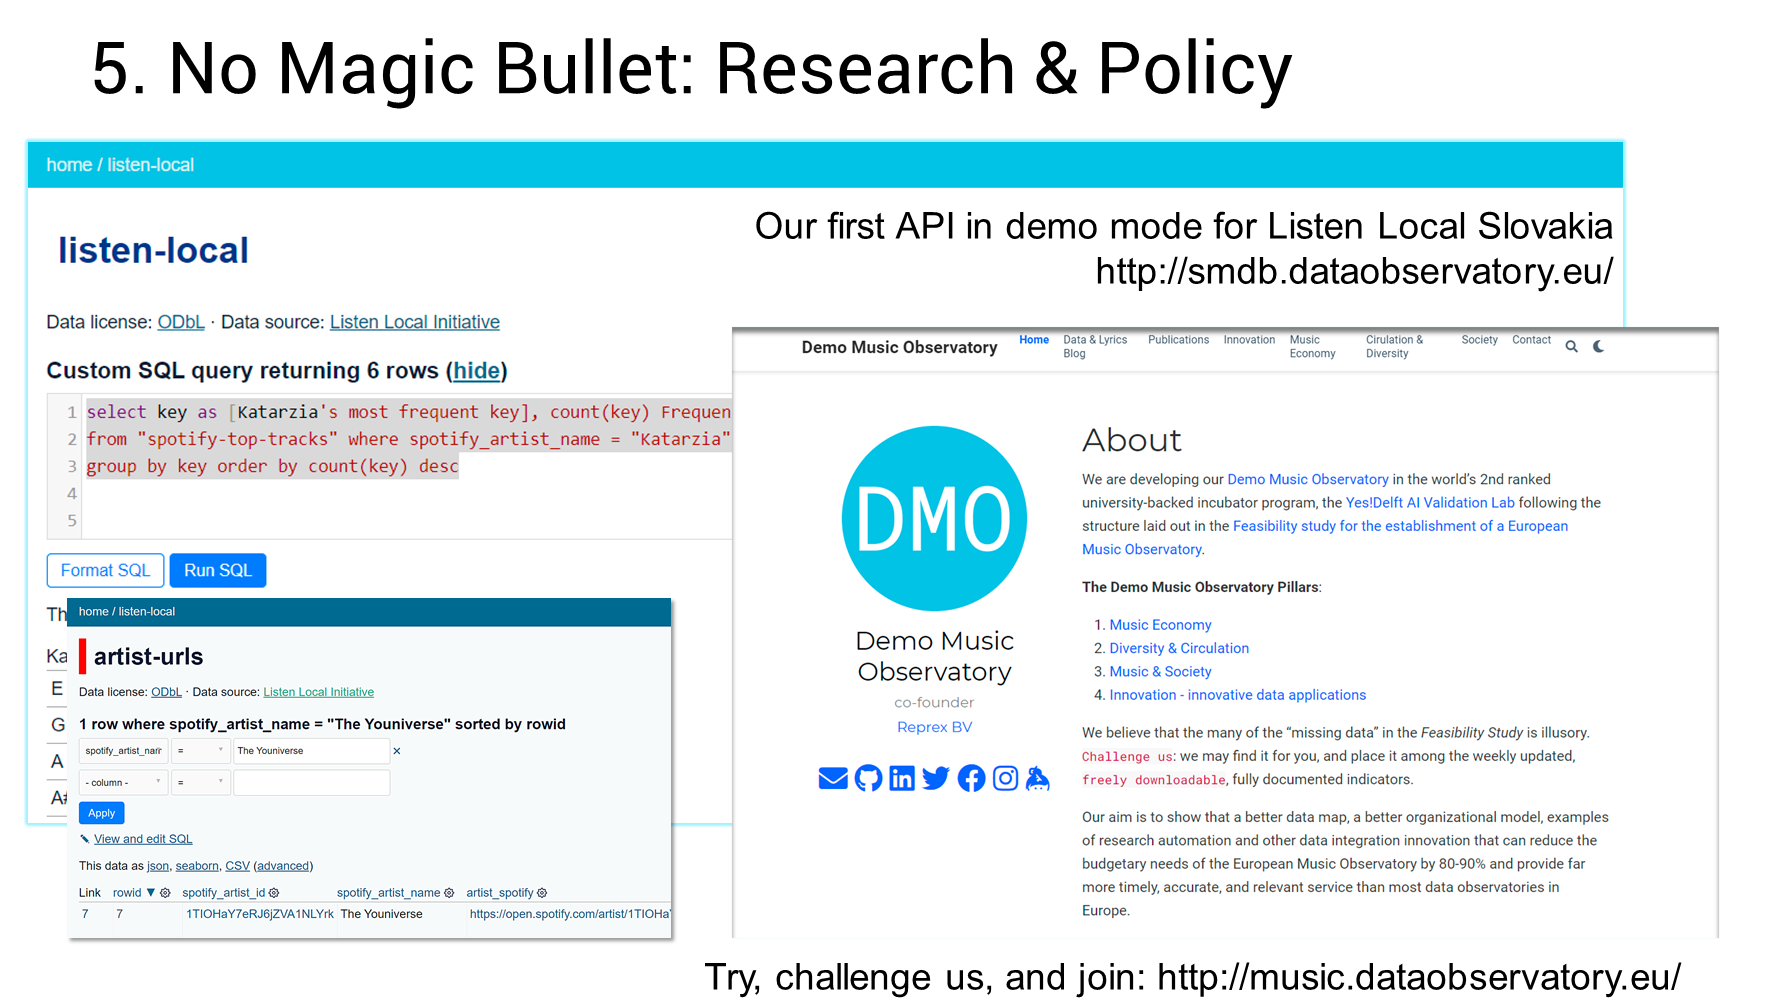 5. No Magic Bullet: Research & Policy
home / listen-local
listen-local
Our first API in demo mode for Listen Local Slovakia
http://smdb.dataobservatory.eu/
Data license: ODbL · Data source: Listen Local Initiative
Custom SQL query returning 6 rows (hide)
1 select key as [Katarzia's most frequent key], count(key) Frequen
2 from "spotify-top-tracks" where spotify_artist_name = "Katarzia"
3 group by key order by count(key) desc
4
5
Format SQL Run SQL
Th
Ka
E
G
A
A#
home / listen-local
artist-urls
Data license: ODbL · Data source: Listen Local Initiative
1 row where spotify_artist_name = "The Youniverse" sorted by rowid
spotify_artist_nam = The Youniverse ×
- column - =
Apply
View and edit SQL
This data as json, seaborn, CSV (advanced)
Link rowid ▼ spotify_artist_id spotify_artist_name artist_spotify
7 7 1TIOHaY7eRJ6jZVA1NLYrk The Youniverse https://open.spotify.com/artist/1TIOHa
Demo Music Observatory Home Data & Lyrics Publications Innovation Music Cirulation & Society Contact
Blog Economy Diversity
DMO
Demo Music
Observatory
co-founder
Reprex BV
About
We are developing our Demo Music Observatory in the world's 2nd ranked
university-backed incubator program, the Yes!Delft AI Validation Lab following the
structure laid out in the Feasibility study for the establishment of a European
Music Observatory.
The Demo Music Observatory Pillars:
1. Music Economy
2. Diversity & Circulation
3. Music & Society
4. Innovation - innovative data applications
We believe that the many of the “missing data” in the Feasibility Study is illusory.
Challenge us: we may find it for you, and place it among the weekly updated,
freely downloadable, fully documented indicators.
Our aim is to show that a better data map, a better organizational model, examples
of research automation and other data integration innovation that can reduce the
budgetary needs of the European Music Observatory by 80-90% and provide far
more timely, accurate, and relevant service than most data observatories in
Europe.
Try, challenge us, and join: http://music.dataobservatory.eu/